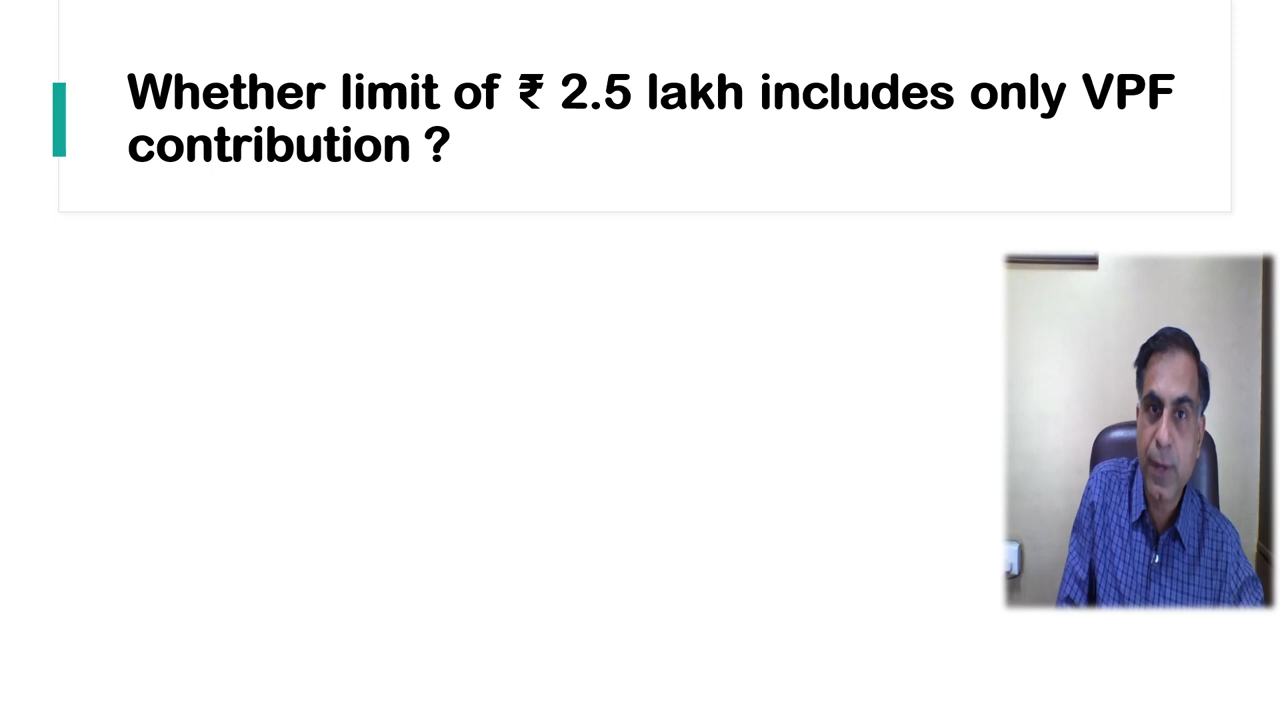 Whether limit of ₹ 2.5 lakh includes only VPF
contribution ?